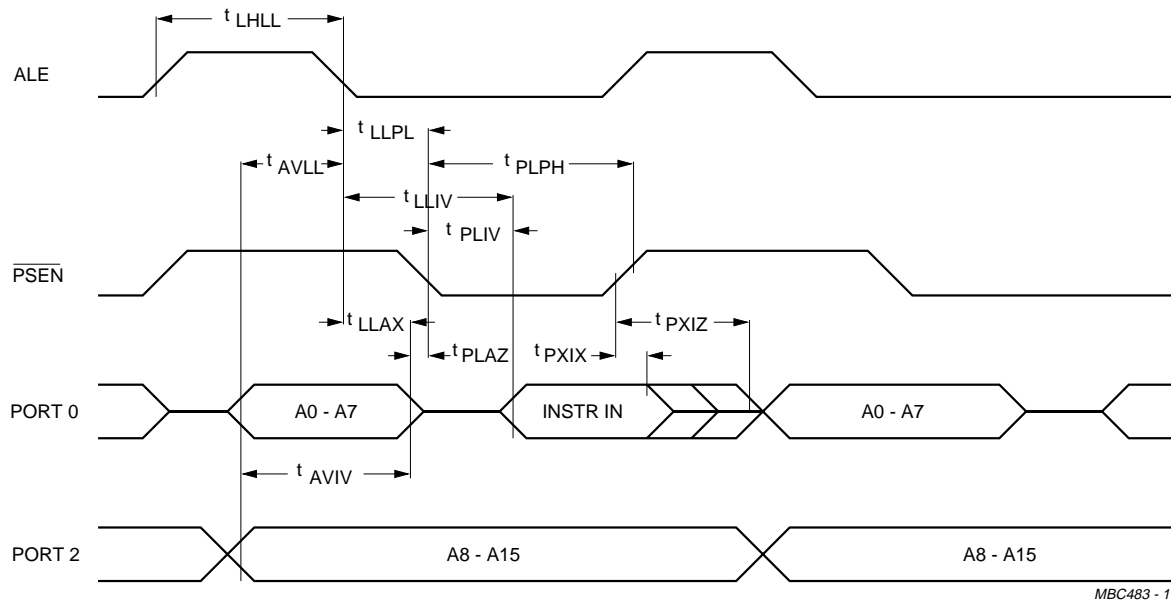 t LHLL
ALE
t LLPL
t AVLL
t PLPH
t LLIV
t PLIV
PSEN
t LLAX
t PXIZ
t PLAZ
t PXIX
PORT 0
A0 - A7
INSTR IN
A0 - A7
t AVIV
PORT 2
A8 - A15
A8 - A15
MBC483 - 1